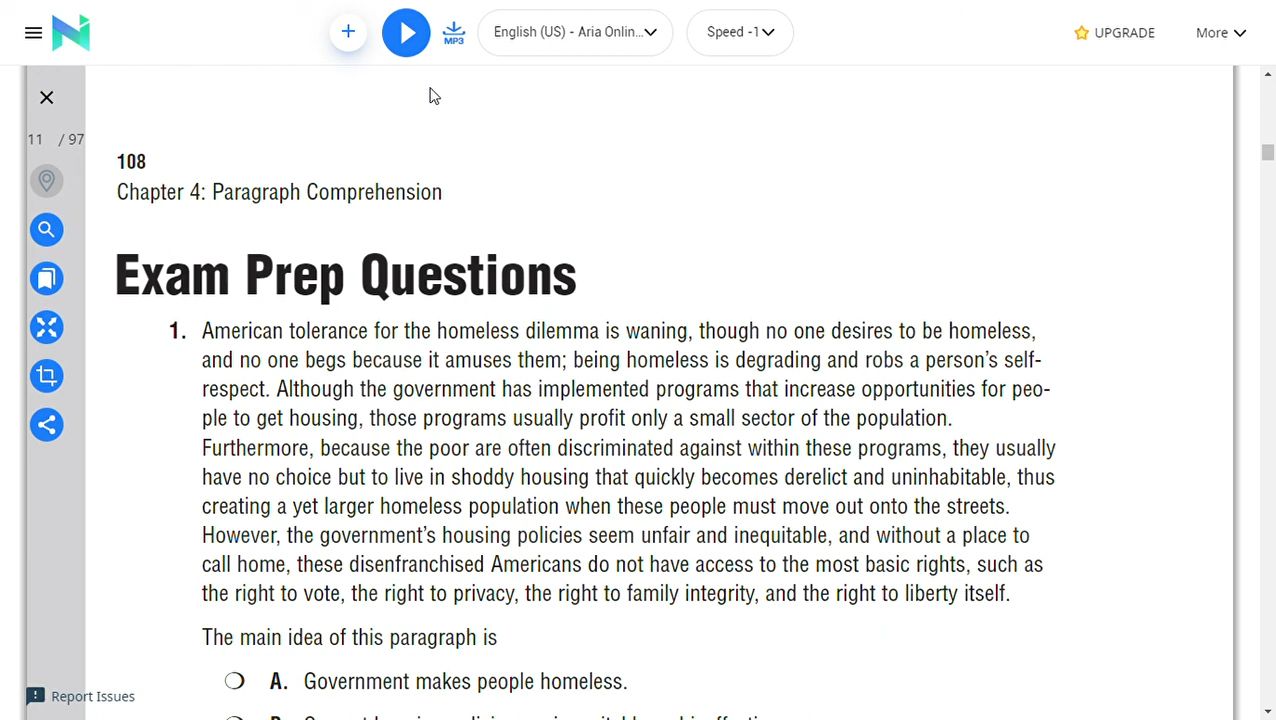 MP3
English (US) - Aria Onlin...
Speed -1
UPGRADE
More
11 / 97
108
Chapter 4: Paragraph Comprehension
Exam Prep Questions
1. American tolerance for the homeless dilemma is waning, though no one desires to be homeless,
and no one begs because it amuses them; being homeless is degrading and robs a person's self-
respect. Although the government has implemented programs that increase opportunities for peo-
ple to get housing, those programs usually profit only a small sector of the population.
Furthermore, because the poor are often discriminated against within these programs, they usually
have no choice but to live in shoddy housing that quickly becomes derelict and uninhabitable, thus
creating a yet larger homeless population when these people must move out onto the streets.
However, the government's housing policies seem unfair and inequitable, and without a place to
call home, these disenfranchised Americans do not have access to the most basic rights, such as
the right to vote, the right to privacy, the right to family integrity, and the right to liberty itself.
The main idea of this paragraph is
A. Government makes people homeless.
Report Issues